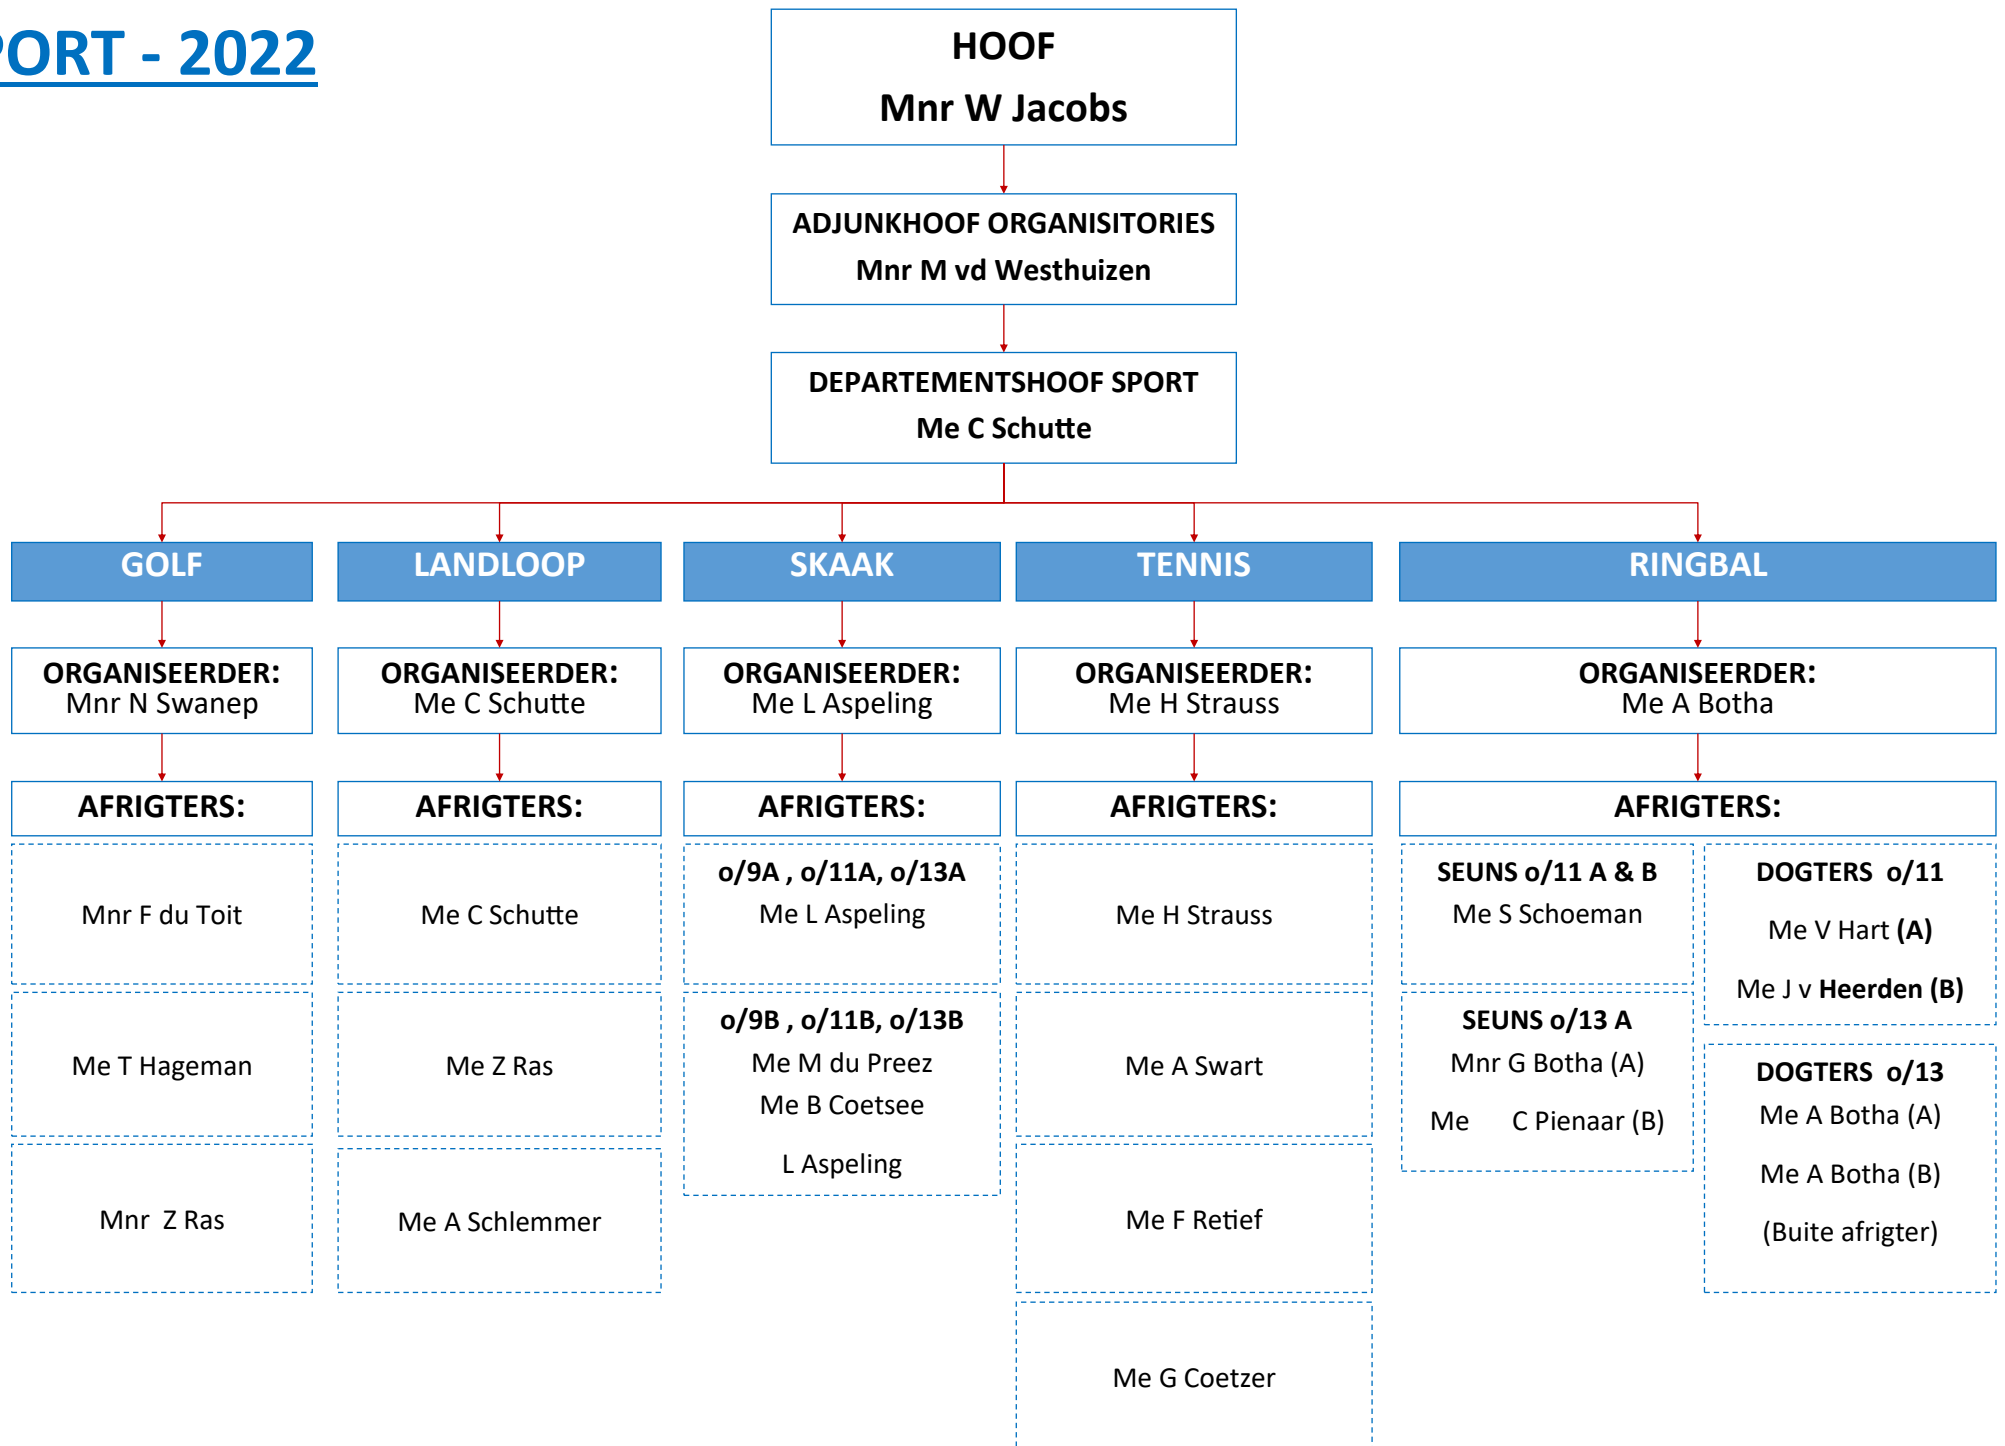 PORT - 2022
HOOF
Mnr W Jacobs
ADJUNKHOOF ORGANISITORIES
Mnr M vd Westhuizen
DEPARTEMENTSHOOF SPORT
Me C Schutte
GOLF
ORGANISEERDER:
Mnr N Swanep
AFRIGTERS:
Mnr F du Toit
Me T Hageman
Mnr Z Ras
LANDLOOP
ORGANISEERDER:
Me C Schutte
AFRIGTERS:
Me C Schutte
Me Z Ras
Me A Schlemmer
SKAAK
ORGANISEERDER:
Me L Aspeling
AFRIGTERS:
o/9A , o/11A, o/13A
Me L Aspeling
o/9B , o/11B, o/13B
Me M du Preez
Me B Coetsee
L Aspeling
TENNIS
ORGANISEERDER:
Me H Strauss
AFRIGTERS:
Me H Strauss
Me A Swart
Me F Retief
Me G Coetzer
RINGBAL
ORGANISEERDER:
Me A Botha
AFRIGTERS:
SEUNS o/11 A & B
Me S Schoeman
SEUNS o/13 A
Mnr G Botha (A)
Me C Pienaar (B)
DOGTERS o/11
Me V Hart (A)
Me J v Heerden (B)
DOGTERS o/13
Me A Botha (A)
Me A Botha (B)
(Buite afrigter)